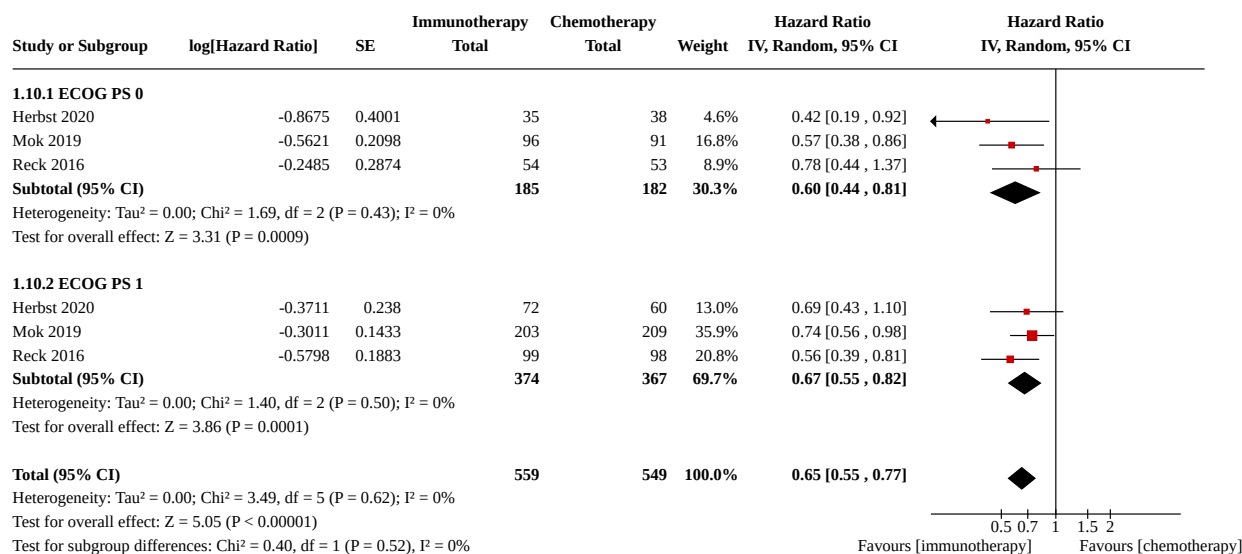 Immunotherapy Chemotherapy Hazard Ratio Hazard Ratio
Study or Subgroup log[Hazard Ratio] SE Total Total Weight IV, Random, 95% CI IV, Random, 95% CI
1.10.1 ECOG PS 0
Herbst 2020 -0.8675 0.4001 35 38 4.6% 0.42 [0.19 , 0.92]
Mok 2019 -0.5621 0.2098 96 91 16.8% 0.57 [0.38 , 0.86]
Reck 2016 -0.2485 0.2874 54 53 8.9% 0.78 [0.44 , 1.37]
Subtotal (95% CI) 185 182 30.3% 0.60 [0.44 , 0.81]
Heterogeneity: Tau² = 0.00; Chi² = 1.69, df = 2 (P = 0.43); I² = 0%
Test for overall effect: Z = 3.31 (P = 0.0009)
1.10.2 ECOG PS 1
Herbst 2020 -0.3711 0.238 72 60 13.0% 0.69 [0.43 , 1.10]
Mok 2019 -0.3011 0.1433 203 209 35.9% 0.74 [0.56 , 0.98]
Reck 2016 -0.5798 0.1883 99 98 20.8% 0.56 [0.39 , 0.81]
Subtotal (95% CI) 374 367 69.7% 0.67 [0.55 , 0.82]
Heterogeneity: Tau² = 0.00; Chi² = 1.40, df = 2 (P = 0.50); I² = 0%
Test for overall effect: Z = 3.86 (P = 0.0001)
Total (95% CI) 559 549 100.0% 0.65 [0.55 , 0.77]
Heterogeneity: Tau² = 0.00; Chi² = 3.49, df = 5 (P = 0.62); I² = 0%
Test for overall effect: Z = 5.05 (P < 0.00001)
0.5 0.7 1 1.5 2
Test for subgroup differences: Chi² = 0.40, df = 1 (P = 0.52), I² = 0% Favours [immunotherapy] Favours [chemotherapy]